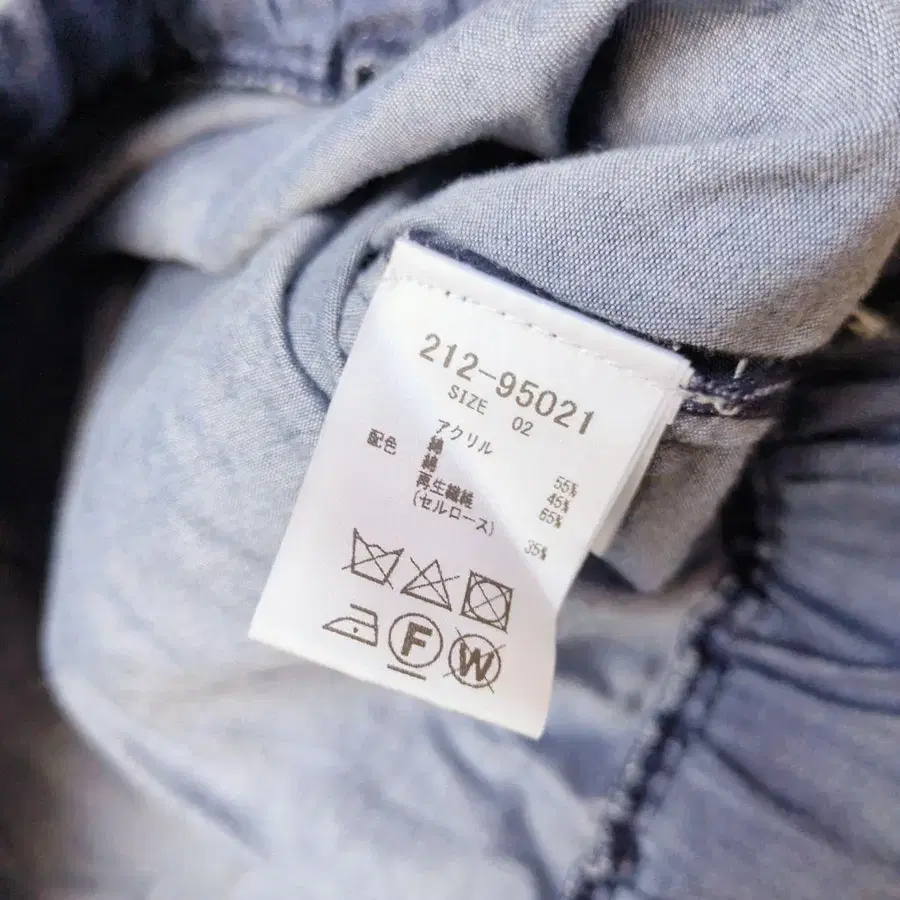 212-95021
SIZE 02
アクリル 55%
綿 45%
配色 綿 65%
再生繊維
(セルロース) 35%
F W